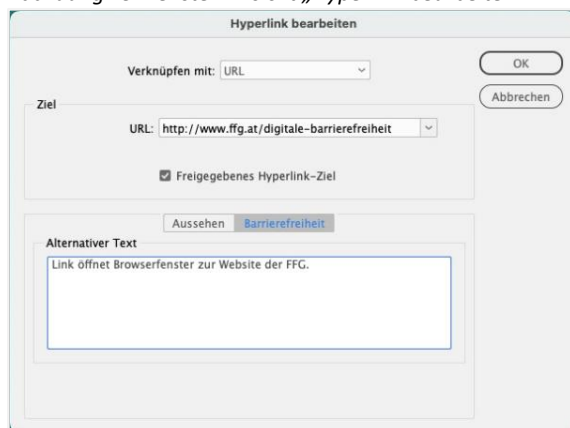 Hyperlink bearbeiten
Verknüpfen mit: URL
OK
Abbrechen
Ziel
URL: http://www.ffg.at/digitale-barrierefreiheit
Freigegebenes Hyperlink-Ziel
Aussehen Barrierefreiheit
Alternativer Text
Link öffnet Browserfenster zur Website der FFG.